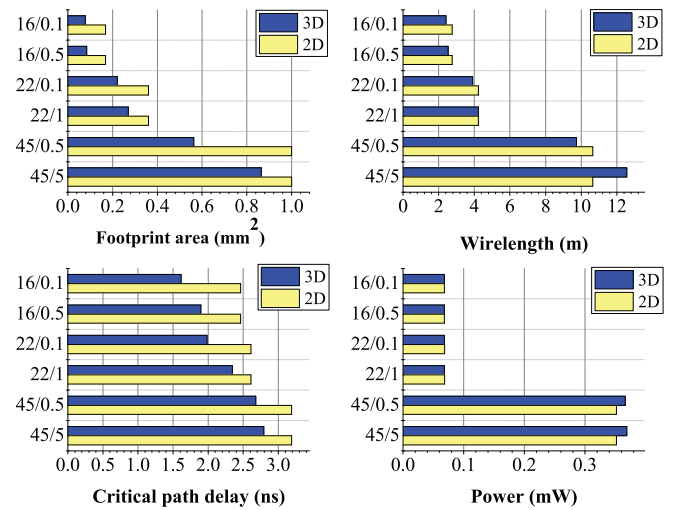 16/0.1
16/0.5
22/0.1
22/1
45/0.5
45/5
3D
2D
0.0 0.2 0.4 0.6 0.8 1.0
Footprint area (mm2)
16/0.1
16/0.5
22/0.1
22/1
45/0.5
45/5
3D
2D
0 2 4 6 8 10 12
Wirelength (m)
16/0.1
16/0.5
22/0.1
22/1
45/0.5
45/5
3D
2D
0.0 0.5 1.0 1.5 2.0 2.5 3.0
Critical path delay (ns)
16/0.1
16/0.5
22/0.1
22/1
45/0.5
45/5
3D
2D
0.0 0.1 0.3
Power (mW)